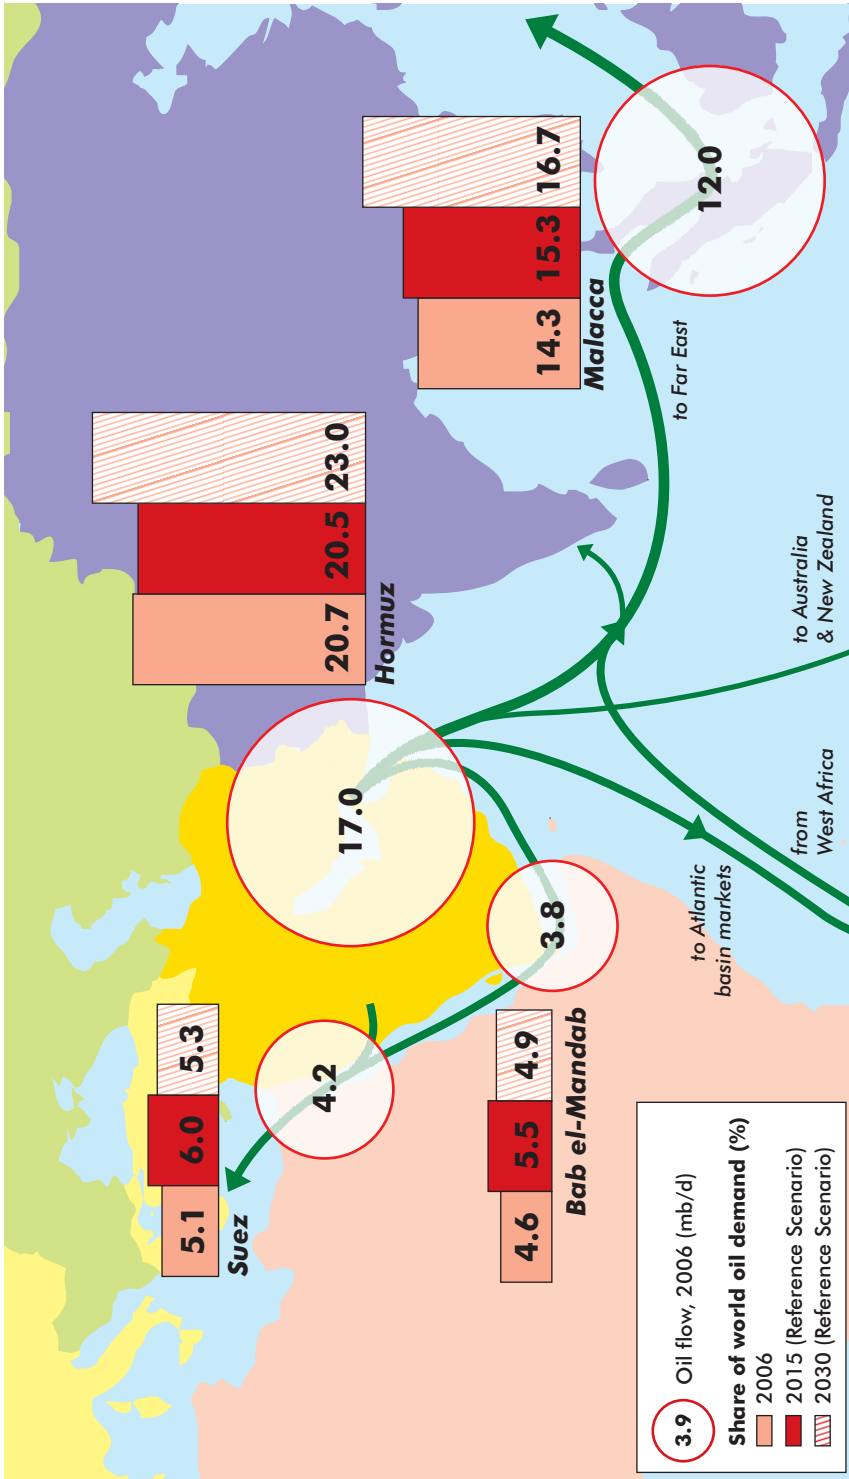 5.1
6.0
5.3
Suez
4.2
20.7
20.5
23.0
Hormuz
17.0
14.3
15.3
16.7
Malacca
12.0
4.6
5.5
4.9
Bab el-Mandab
3.8
to Far East
to Atlantic
basin markets
from
West Africa
to Australia
& New Zealand
3.9 Oil flow, 2006 (mb/d)
Share of world oil demand (%)
2006
2015 (Reference Scenario)
2030 (Reference Scenario)